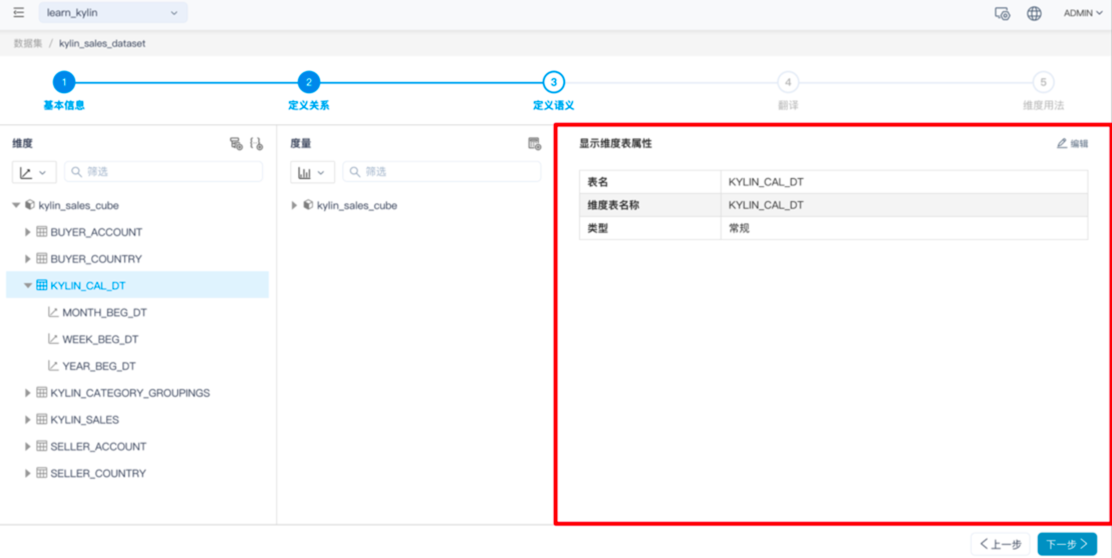 learn_kylin
ADMIN
数据集 / kylin_sales_dataset
1 2 3 4 5
基本信息 定义关系 定义语义 翻译 维度用法
维度
筛选
kylin_sales_cube
BUYER_ACCOUNT
BUYER_COUNTRY
KYLIN_CAL_DT
MONTH_BEG_DT
WEEK_BEG_DT
YEAR_BEG_DT
KYLIN_CATEGORY_GROUPINGS
KYLIN_SALES
SELLER_ACCOUNT
SELLER_COUNTRY
度量
筛选
kylin_sales_cube
显示维度表属性 编辑
表名 KYLIN_CAL_DT
维度表名称 KYLIN_CAL_DT
类型 常规
<上一步 下一步>